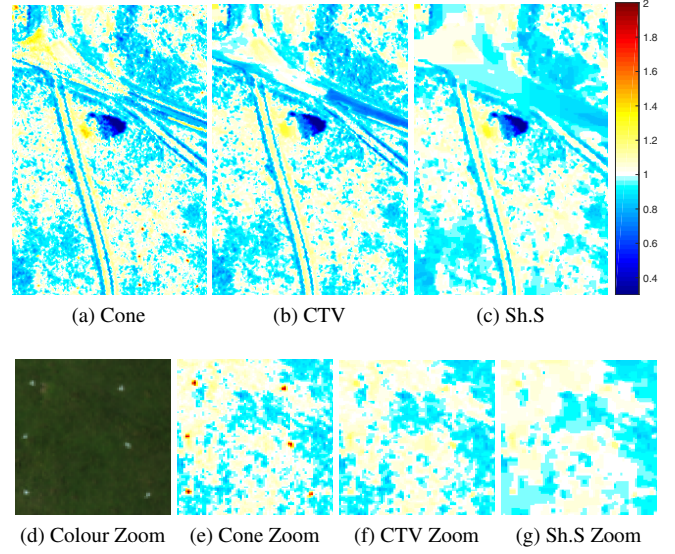 2
1.8
1.6
1.4
1.2
1
0.8
0.6
0.4
(a) Cone
(b) CTV
(c) Sh.S
(d) Colour Zoom
(e) Cone Zoom
(f) CTV Zoom
(g) Sh.S Zoom